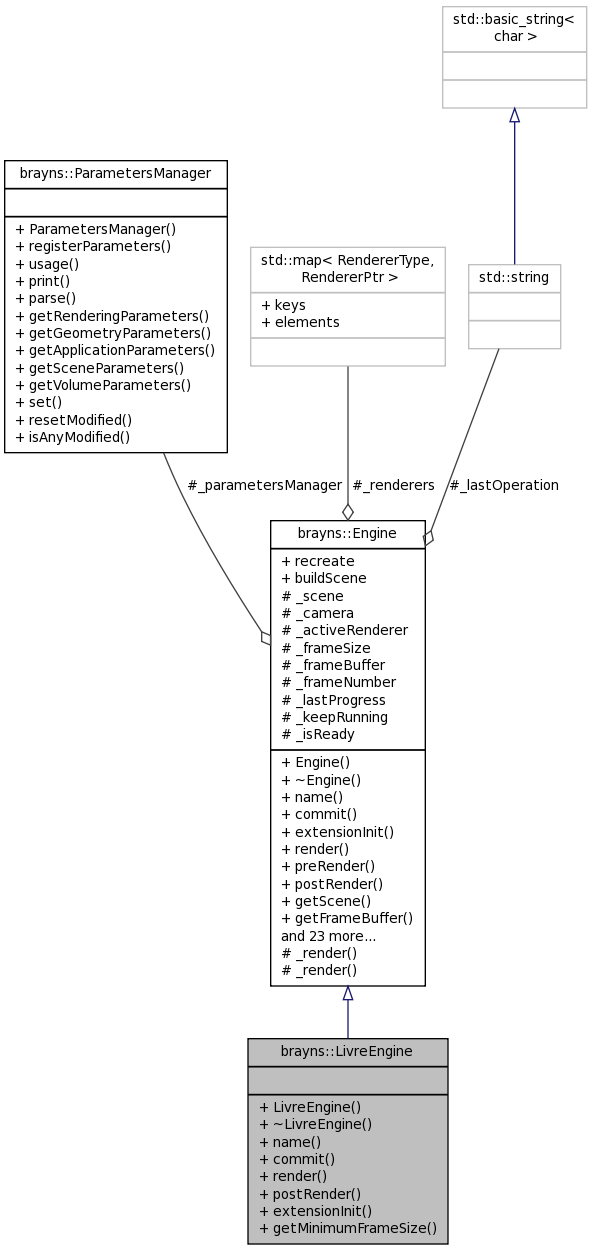 std::basic_string<
char >
brayns::ParametersManager
+ ParametersManager()
+ registerParameters()
+ usage()
+ print()
+ parse()
+ getRenderingParameters()
+ getGeometryParameters()
+ getApplicationParameters()
+ getSceneParameters()
+ getVolumeParameters()
+ set()
+ resetModified()
+ isAnyModified()
std::map< RendererType,
RendererPtr >
+ keys
+ elements
std::string
#_parametersManager
#_renderers
#_lastOperation
brayns::Engine
+ recreate
+ buildScene
# _scene
# _camera
# _activeRenderer
# _frameSize
# _frameBuffer
# _frameNumber
# _lastProgress
# _keepRunning
# _isReady
+ Engine()
+ ~Engine()
+ name()
+ commit()
+ extensionInit()
+ render()
+ preRender()
+ postRender()
+ getScene()
+ getFrameBuffer()
and 23 more...
# _render()
# _render()
brayns::LivreEngine
+ LivreEngine()
+ ~LivreEngine()
+ name()
+ commit()
+ render()
+ postRender()
+ extensionInit()
+ getMinimumFrameSize()